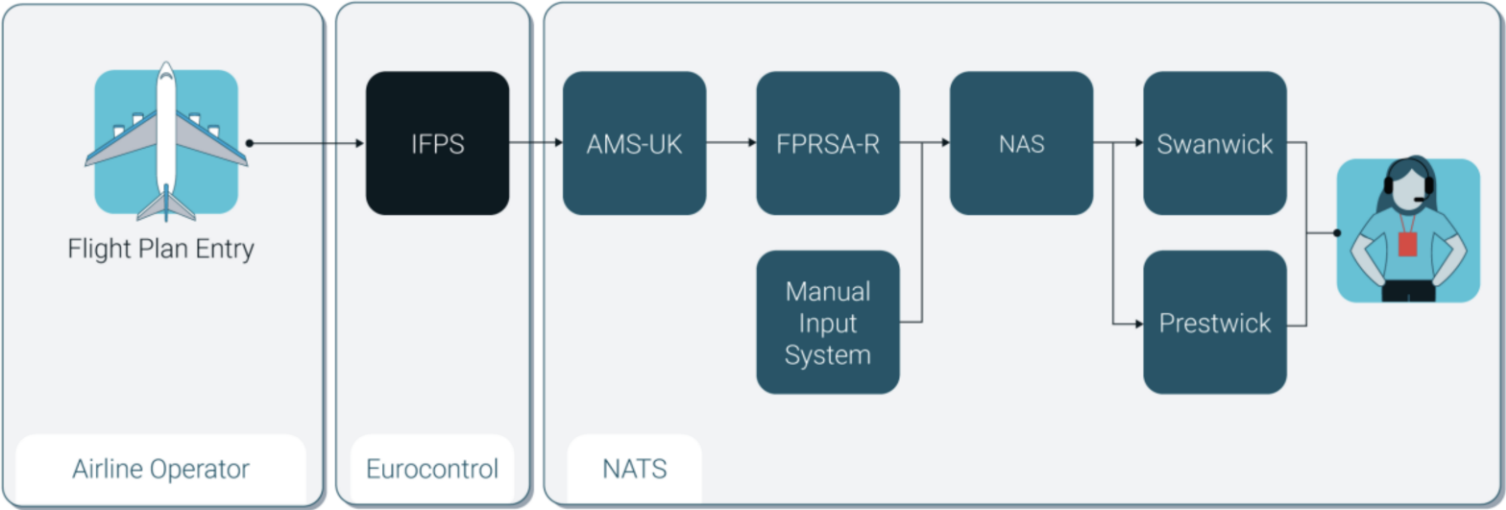 IFPS
AMS-UK
FPRSA-R
NAS
Swanwick
Flight Plan Entry
Manual
Input
System
Prestwick
Airline Operator
Eurocontrol
NATS